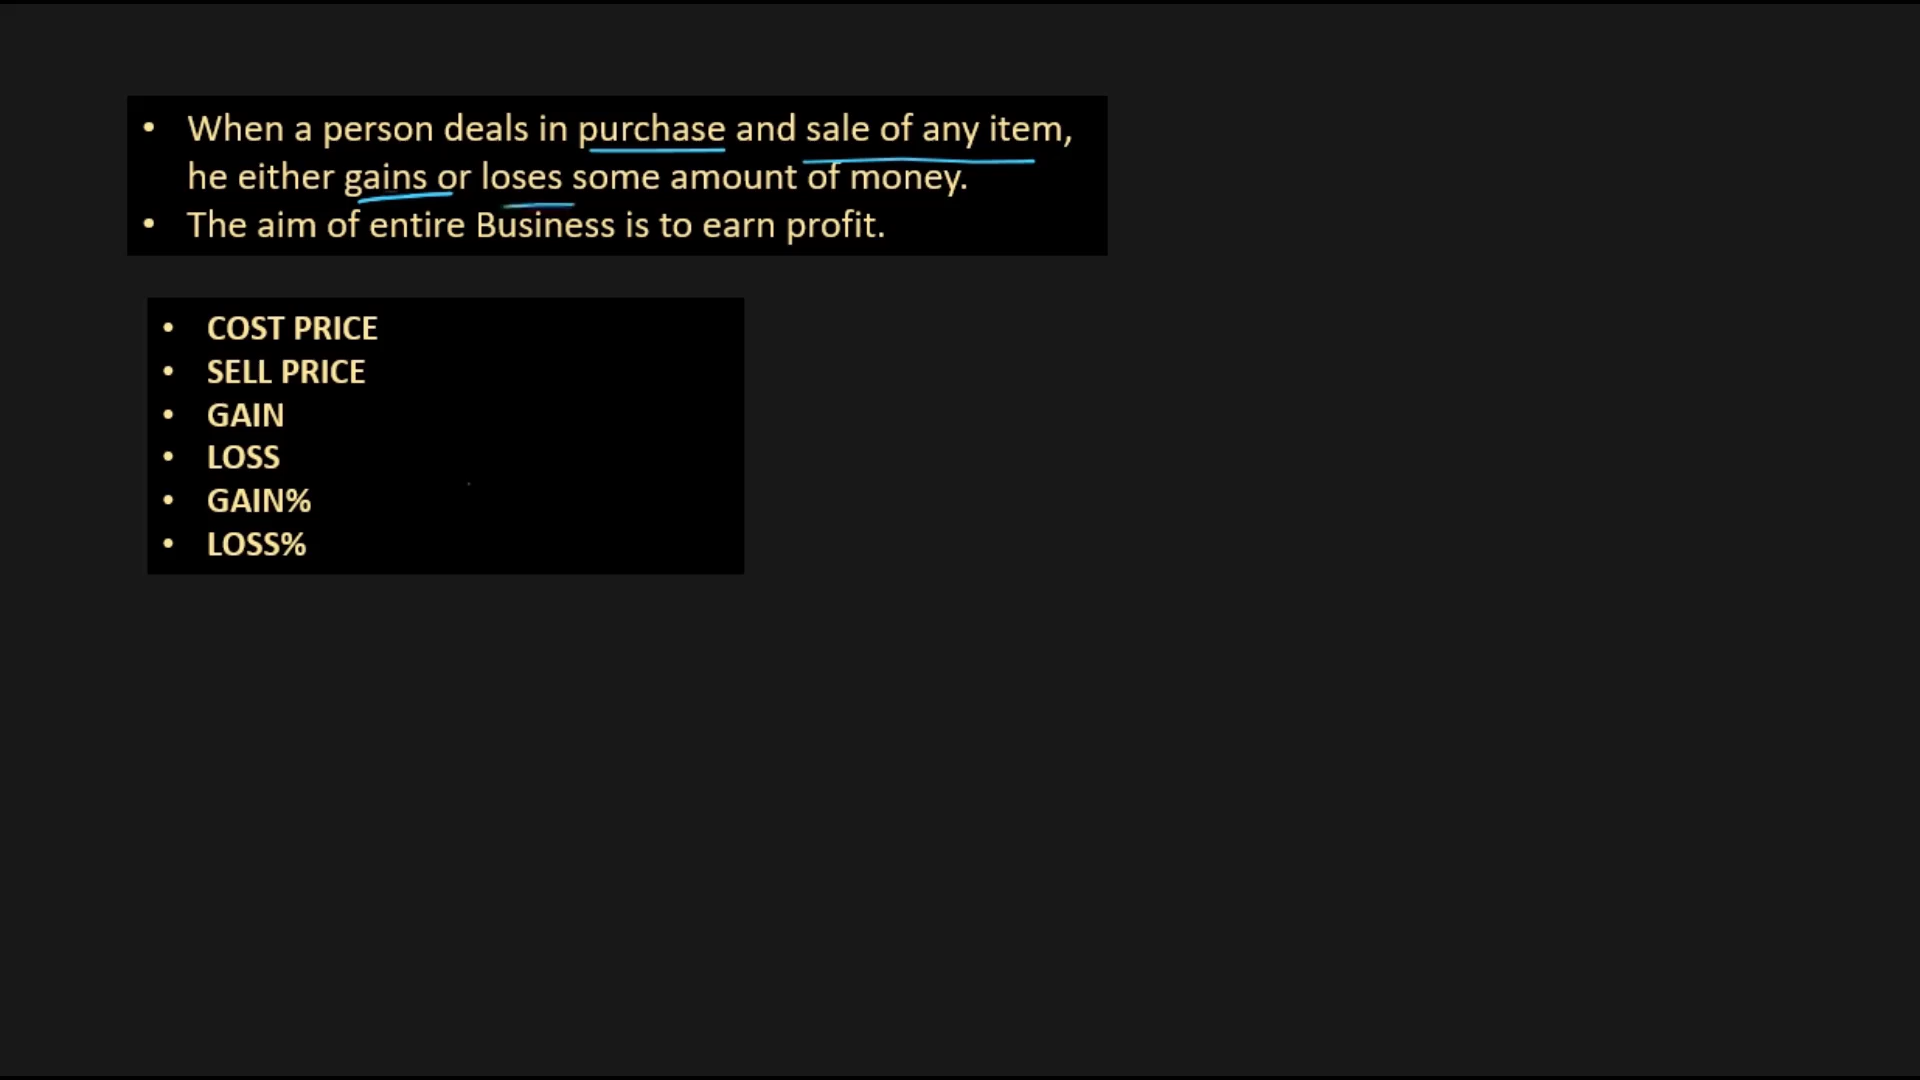 • When a person deals in purchase and sale of any item,
he either gains or loses some amount of money.
• The aim of entire Business is to earn profit.
• COST PRICE
• SELL PRICE
• GAIN
• LOSS
• GAIN%
• LOSS%